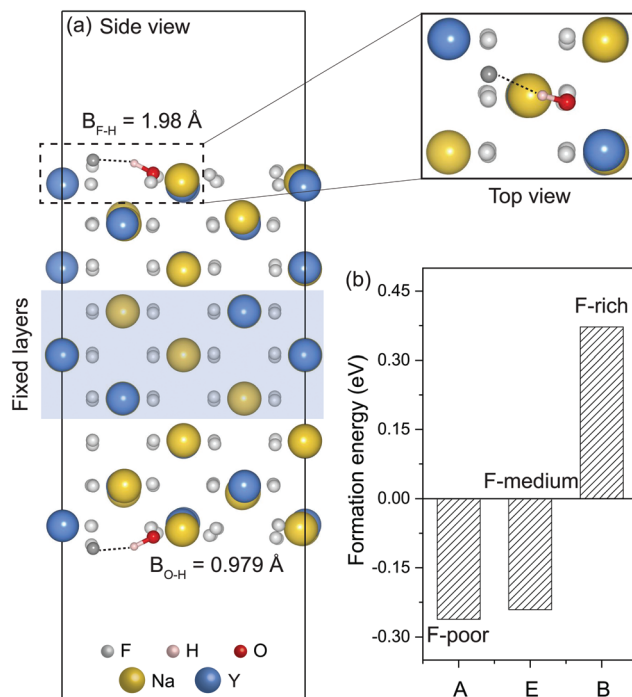 (a) Side view
B_F-H = 1.98 Å
Top view
Fixed layers
B_O-H = 0.979 Å
F H O
Na Y
(b)
Formation energy (eV)
0.45
0.30
0.15
0.00
-0.15
-0.30
F-rich
F-medium
F-poor
A E B